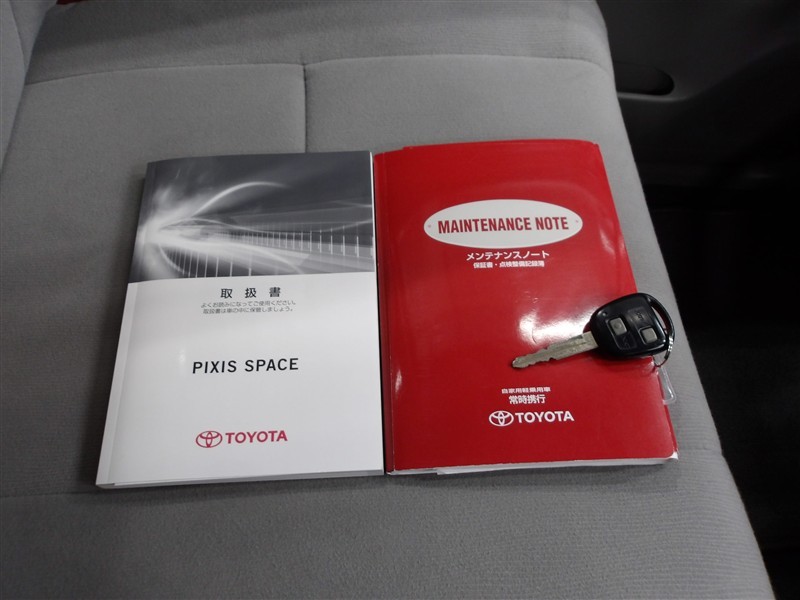 取扱書
よくお読みになってご使用ください。
取扱書は車の中に保管しましょう。
PIXIS SPACE
TOYOTA
MAINTENANCE NOTE
メンテナンスノート
保証書・点検整備記録簿
自家用軽乗用車
常時携行
TOYOTA